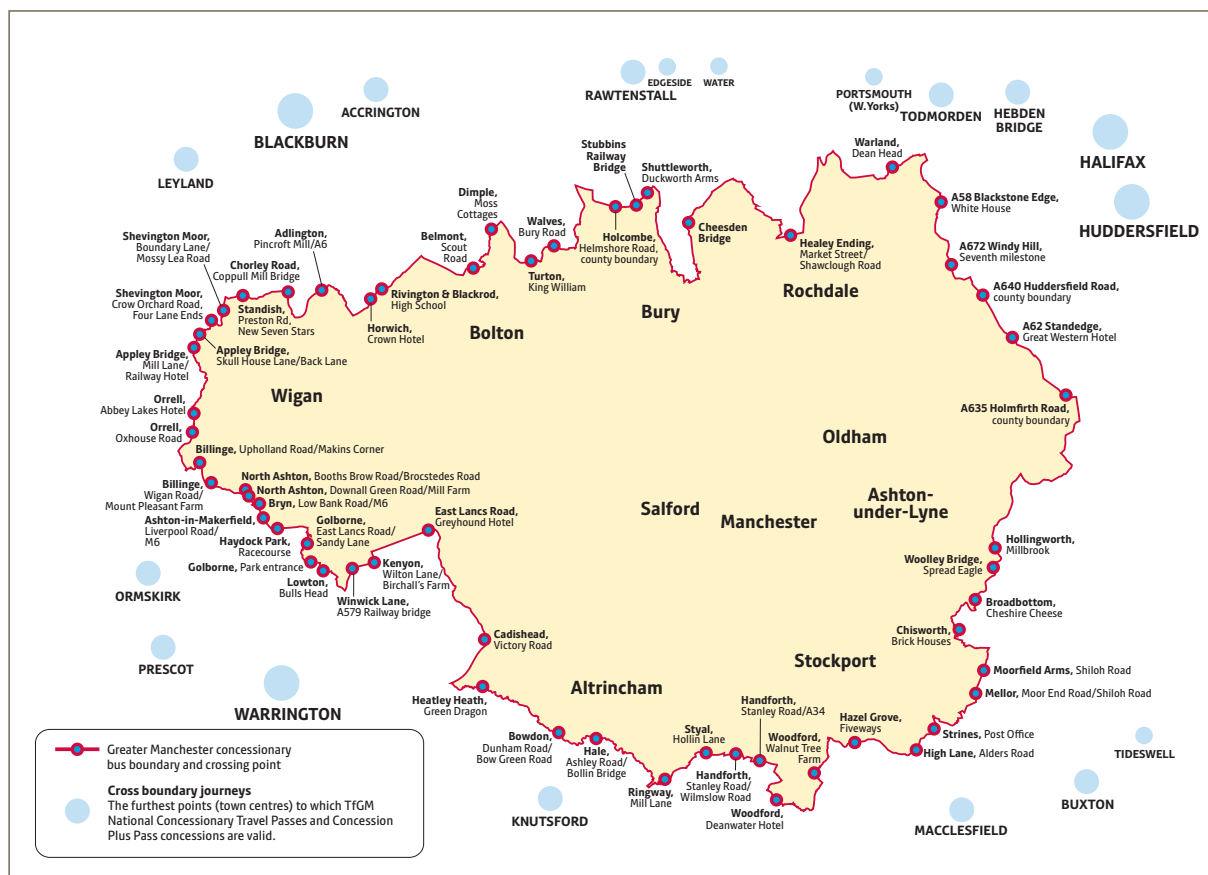 RAWTENSTALL
EDGESIDE
WATER
PORTSMOUTH
(W.Yorks)
TODMORDEN
HEBDEN
BRIDGE
ACCRINGTON
BLACKBURN
HALIFAX
LEYLAND
HUDDERSFIELD
Stubbins
Railway
Bridge
Shuttleworth,
Duckworth Arms
Warland,
Dean Head
Dimple,
Moss
Cottages
Walves,
Bury Road
A58 Blackstone Edge,
White House
Shevington Moor,
Boundary Lane/
Mossy Lea Road
Adlington,
Pincroft Mill/A6
Belmont,
Scout
Road
Holcombe,
Helmshore Road,
county boundary
Cheesden
Bridge
Healey Ending,
Market Street/
Shawclough Road
A672 Windy Hill,
Seventh milestone
Chorley Road,
Coppull Mill Bridge
Turton,
King William
Shevington Moor,
Crow Orchard Road,
Four Lane Ends
Standish,
Preston Rd,
New Seven Stars
Rivington & Blackrod,
High School
Rochdale
A640 Huddersfield Road,
county boundary
Bury
Horwich,
Crown Hotel
Bolton
A62 Standedge,
Great Western Hotel
Appley Bridge,
Mill Lane/
Railway Hotel
Appley Bridge,
Skull House Lane/Back Lane
Wigan
Orrell,
Abbey Lakes Hotel
A635 Holmfirth Road,
county boundary
Orrell,
Oxhouse Road
Oldham
Billinge, Upholland Road/Makins Corner
Billinge,
Wigan Road/
Mount Pleasant Farm
North Ashton, Booths Brow Road/Brocstedes Road
North Ashton, Downall Green Road/Mill Farm
Bryn, Low Bank Road/M6
Ashton-in-Makerfield,
Liverpool Road/
M6
Golborne,
East Lancs Road/
Sandy Lane
East Lancs Road,
Greyhound Hotel
Salford
Manchester
Ashton-
under-Lyne
Haydock Park,
Racecourse
Golborne, Park entrance
Lowton,
Bulls Head
Kenyon,
Wilton Lane/
Birchall's Farm
Winwick Lane,
A579 Railway bridge
Hollingworth,
Millbrook
Woolley Bridge,
Spread Eagle
ORMSKIRK
Broadbottom,
Cheshire Cheese
Chisworth,
Brick Houses
Cadishead,
Victory Road
PRESCOT
Stockport
Moorfield Arms, Shiloh Road
Mellor, Moor End Road/Shiloh Road
WARRINGTON
Altrincham
Heatley Heath,
Green Dragon
Handforth,
Stanley Road/A34
Hazel Grove,
Fiveways
Strines, Post Office
High Lane, Alders Road
Bowdon,
Dunham Road/
Bow Green Road
Hale,
Ashley Road/
Bollin Bridge
Styal,
Hollin Lane
Woodford,
Walnut Tree
Farm
TIDESWELL
Ringway,
Mill Lane
Handforth,
Stanley Road/
Wilmslow Road
Woodford,
Deanwater Hotel
BUXTON
KNUTSFORD
MACCLESFIELD
Greater Manchester concessionary
bus boundary and crossing point
Cross boundary journeys
The furthest points (town centres) to which TfGM
National Concessionary Travel Passes and Concession
Plus Pass concessions are valid.